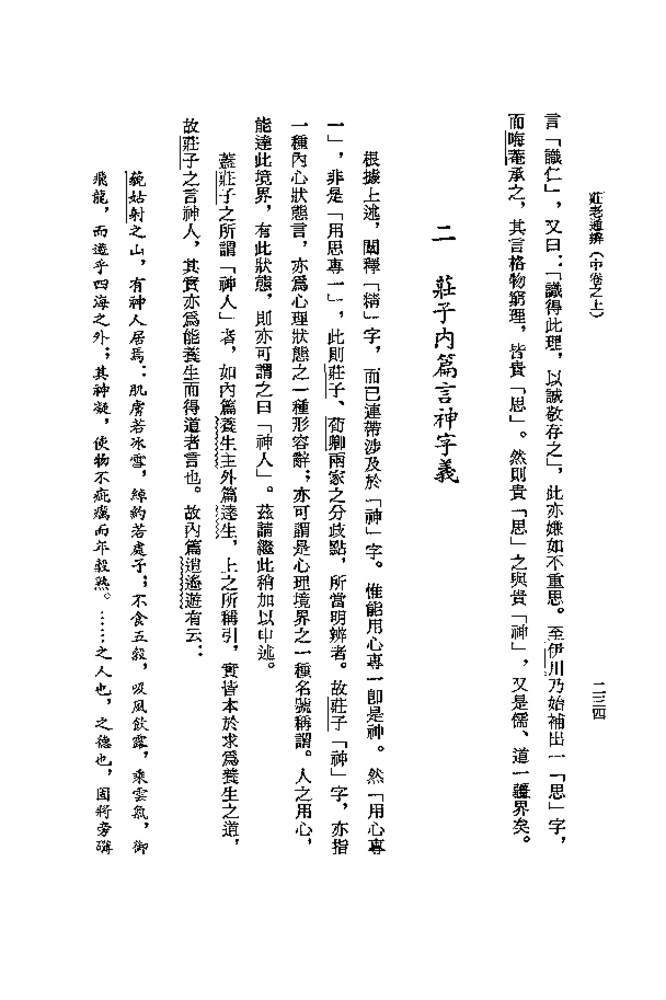 莊老通辨（中卷之上）
二三四
言「識仁」，又曰：「識得此理，以誠敬存之」，此亦嫌如不重思。至伊川乃始補出一「思」字，
而晦菴承之，其言格物窮理，皆貴「思」。然則貴「思」之與貴「神」，又是儒、道一疆界矣。
二　莊子內篇言神字義
根據上述，闡釋「精」字，而已連帶涉及於「神」字。惟能用心專一卽是神。然「用心專
一」，非是「用思專一」，此則莊子、荀卿兩家之分歧點，所當明辨者。故莊子「神」字，亦指
一種內心狀態言，亦爲心理狀態之一種形容辭；亦可謂是心理境界之一種名號稱謂。人之用心，
能達此境界，有此狀態，則亦可謂之曰「神人」。茲請繼此稍加以申述。
蓋莊子之所謂「神人」者，如內篇養生主外篇達生，上之所稱引，實皆本於求爲養生之道，
故莊子之言神人，其實亦爲能養生而得道者言也。故內篇逍遙遊有云：
藐姑射之山，有神人居焉：肌膚若冰雪，綽約若處子；不食五穀，吸風飲露，乘雲氣，御
飛龍，而遊乎四海之外；其神凝，使物不疵癘而年穀熟。……之人也，之德也，固將旁礴